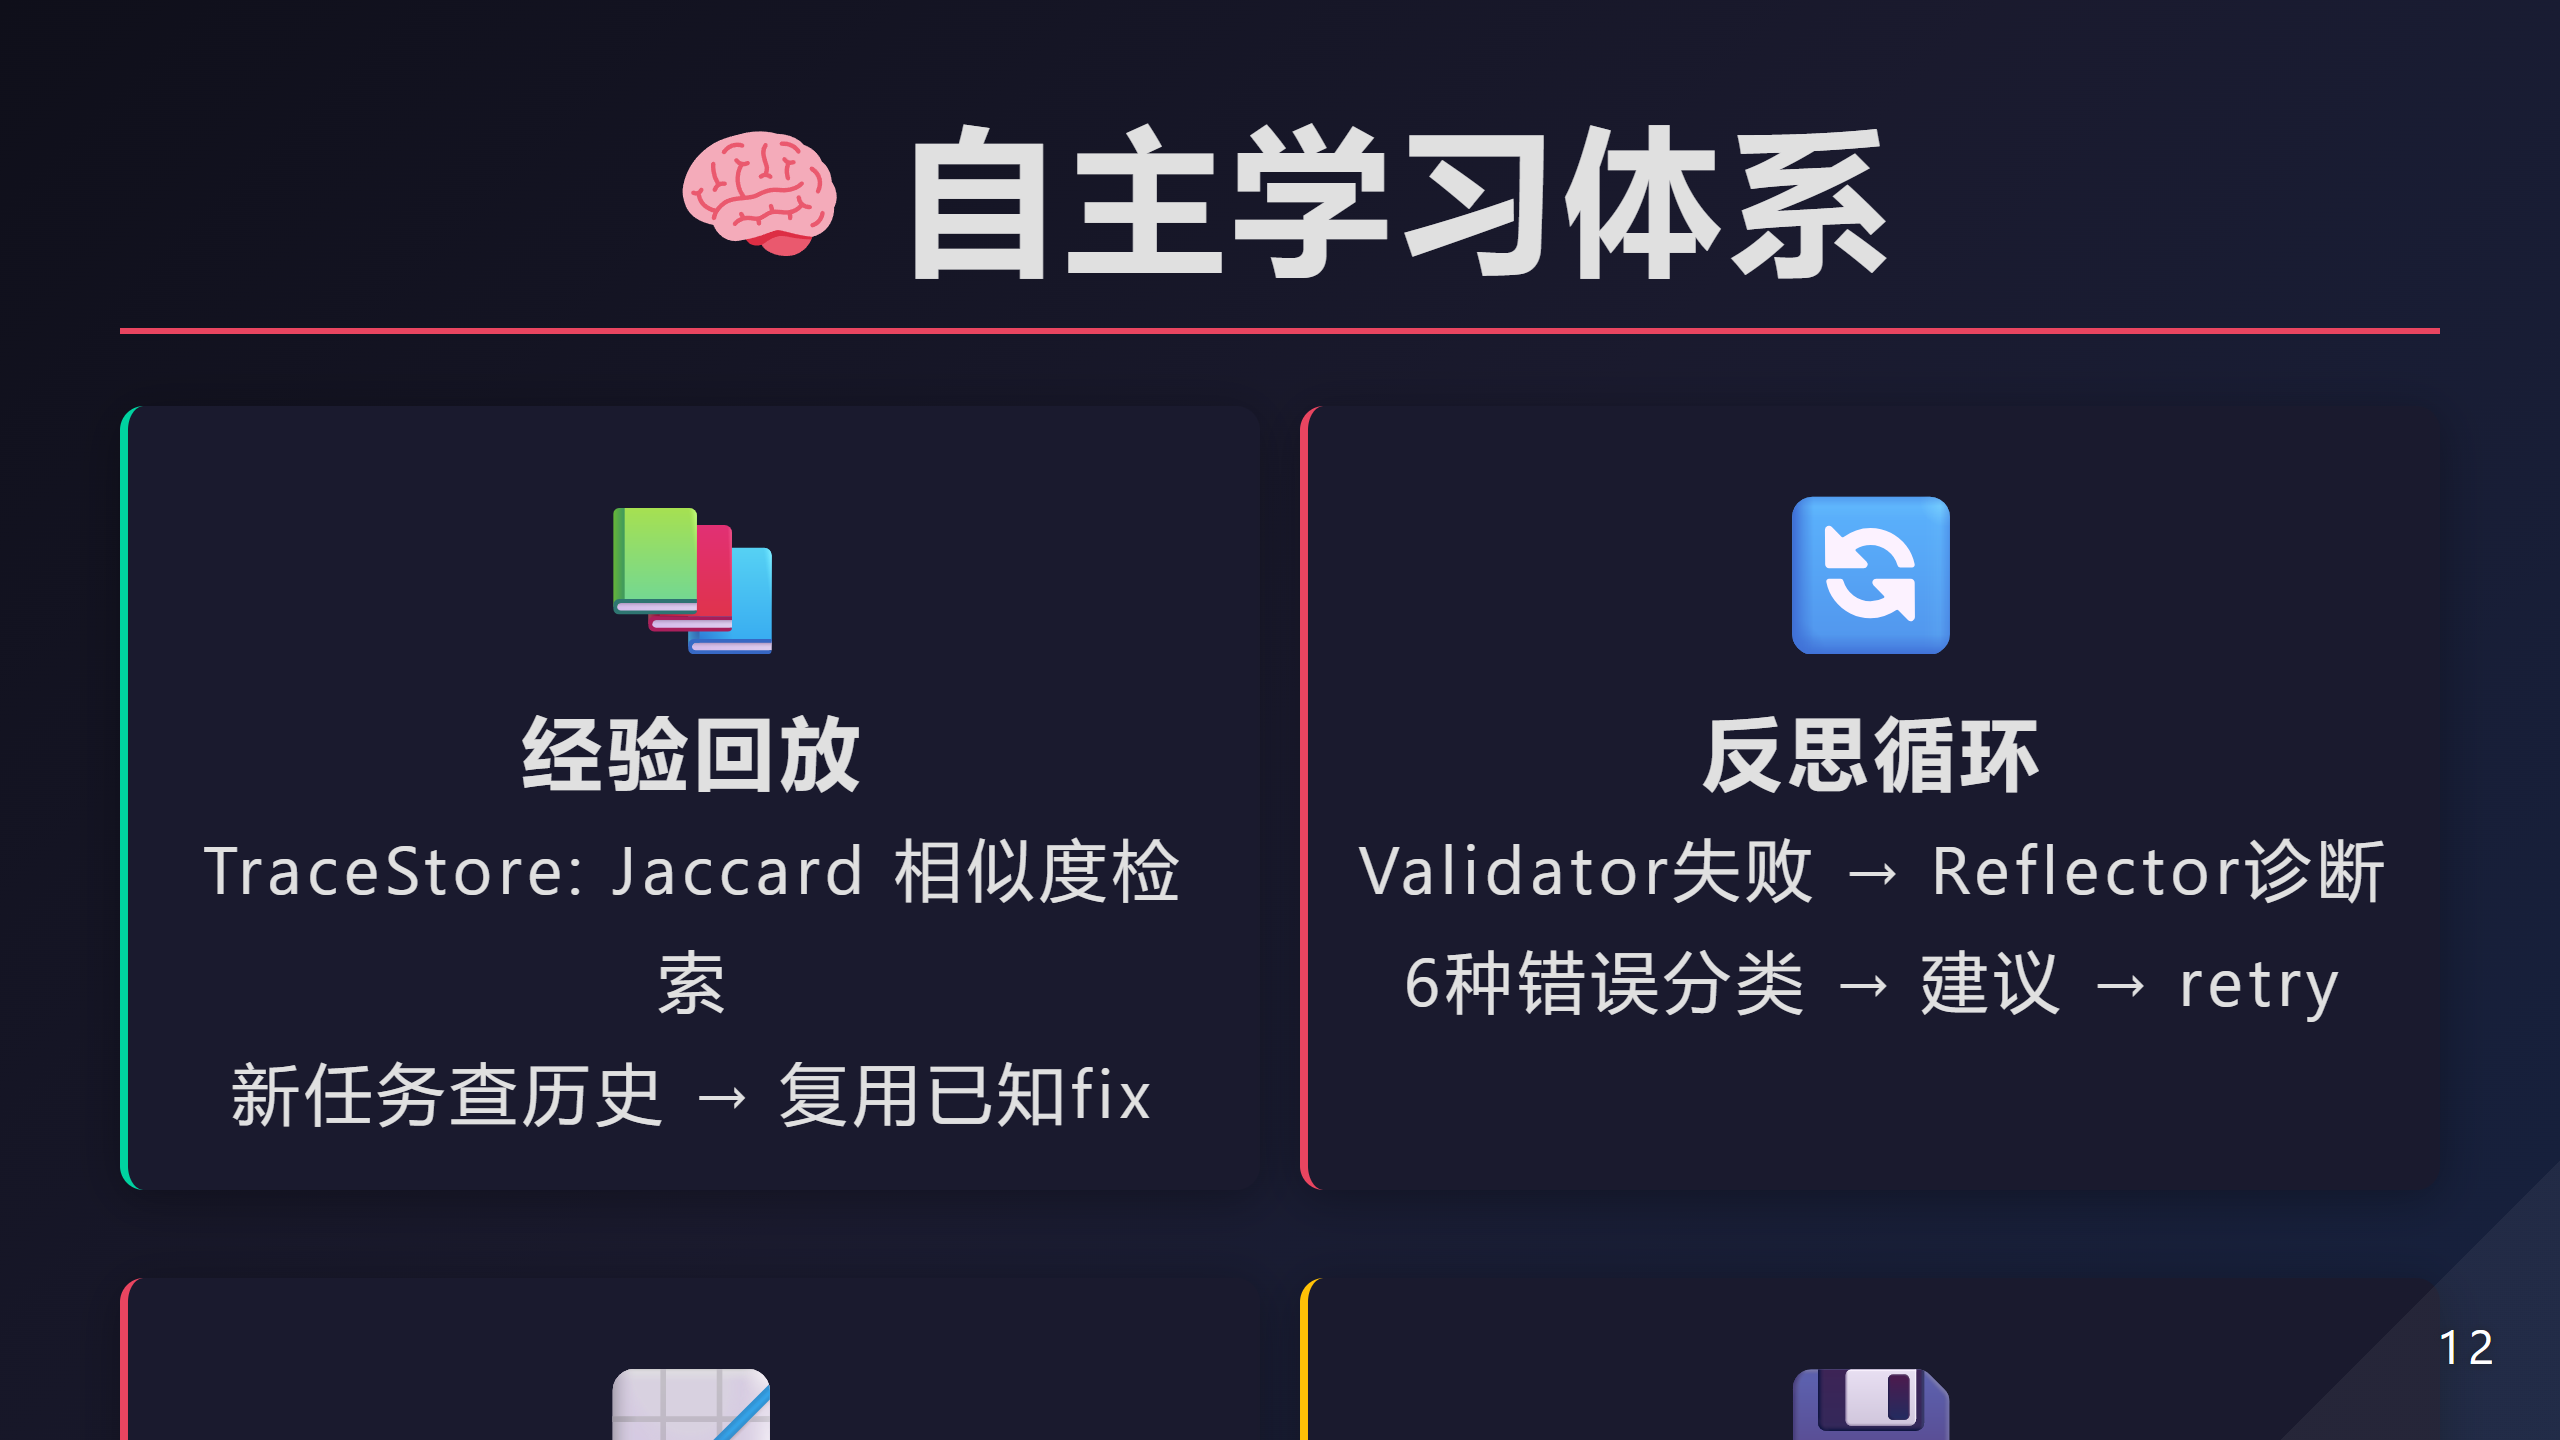 自主学习体系
经验回放
TraceStore: Jaccard 相似度检
索
新任务查历史 → 复用已知fix
反思循环
Validator失败 → Reflector诊断
6种错误分类 → 建议 → retry
12